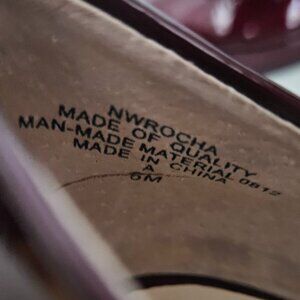 NWROCHA
MADE OF QUALITY
MAN-MADE MATERIAL
MADE IN CHINA 0812
A
6M